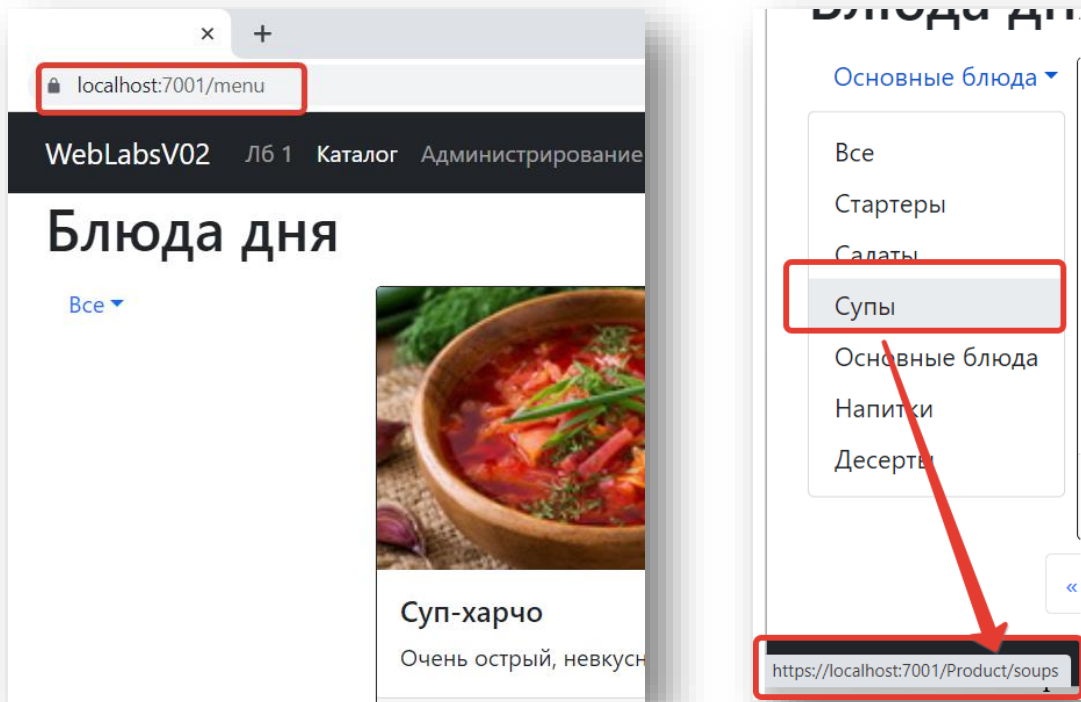 × +
localhost:7001/menu
WebLabsV02 Лб 1 Каталог Администрирование
Блюда дня
Все
Суп-харчо
Очень острый, невкусн
Основные блюда
Все
Стартеры
Салаты
Супы
Основные блюда
Напитки
Десерты
«
https://localhost:7001/Product/soups